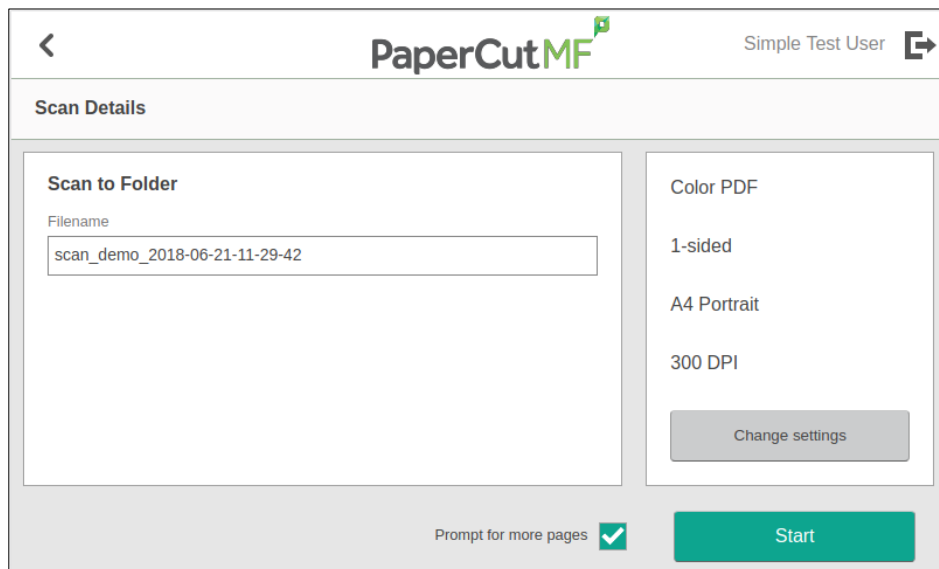 PaperCutMF
Simple Test User
Scan Details
Scan to Folder
Filename
scan_demo_2018-06-21-11-29-42
Color PDF
1-sided
A4 Portrait
300 DPI
Change settings
Prompt for more pages
Start